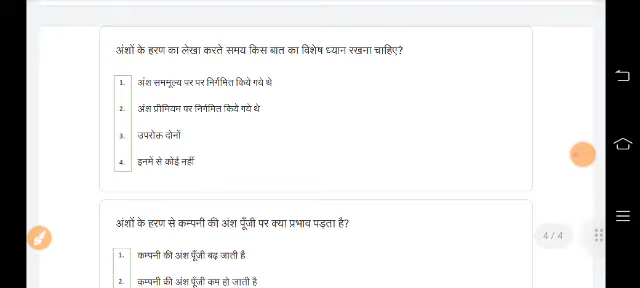 अंशों के हरण का लेखा करते समय किस बात का विशेष ध्यान रखना चाहिए?
1. अंश सममूल्य पर पर निर्गमित किये गये थे
2. अंश प्रीमियम पर निर्गमित किये गये थे
3. उपरोक्त दोनों
4. इनमें से कोई नहीं
अंशों के हरण से कम्पनी की अंश पूँजी पर क्या प्रभाव पड़ता है?
4 / 4
1. कम्पनी की अंश पूँजी बढ़ जाती है
2. कम्पनी की अंश पूँजी कम हो जाती है